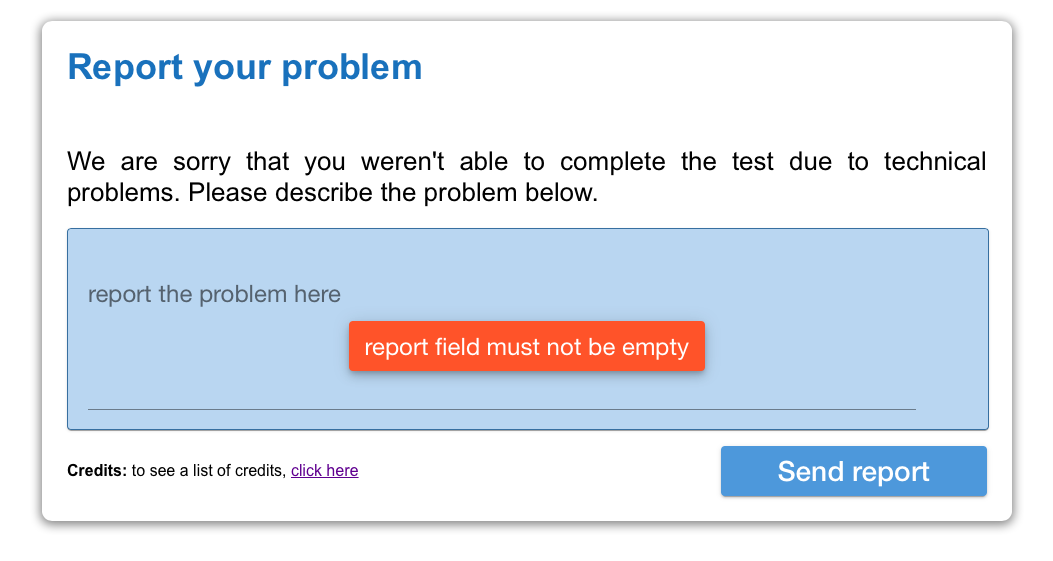 Report your problem
We are sorry that you weren't able to complete the test due to technical
problems. Please describe the problem below.
report the problem here
report field must not be empty
Credits: to see a list of credits, click here
Send report